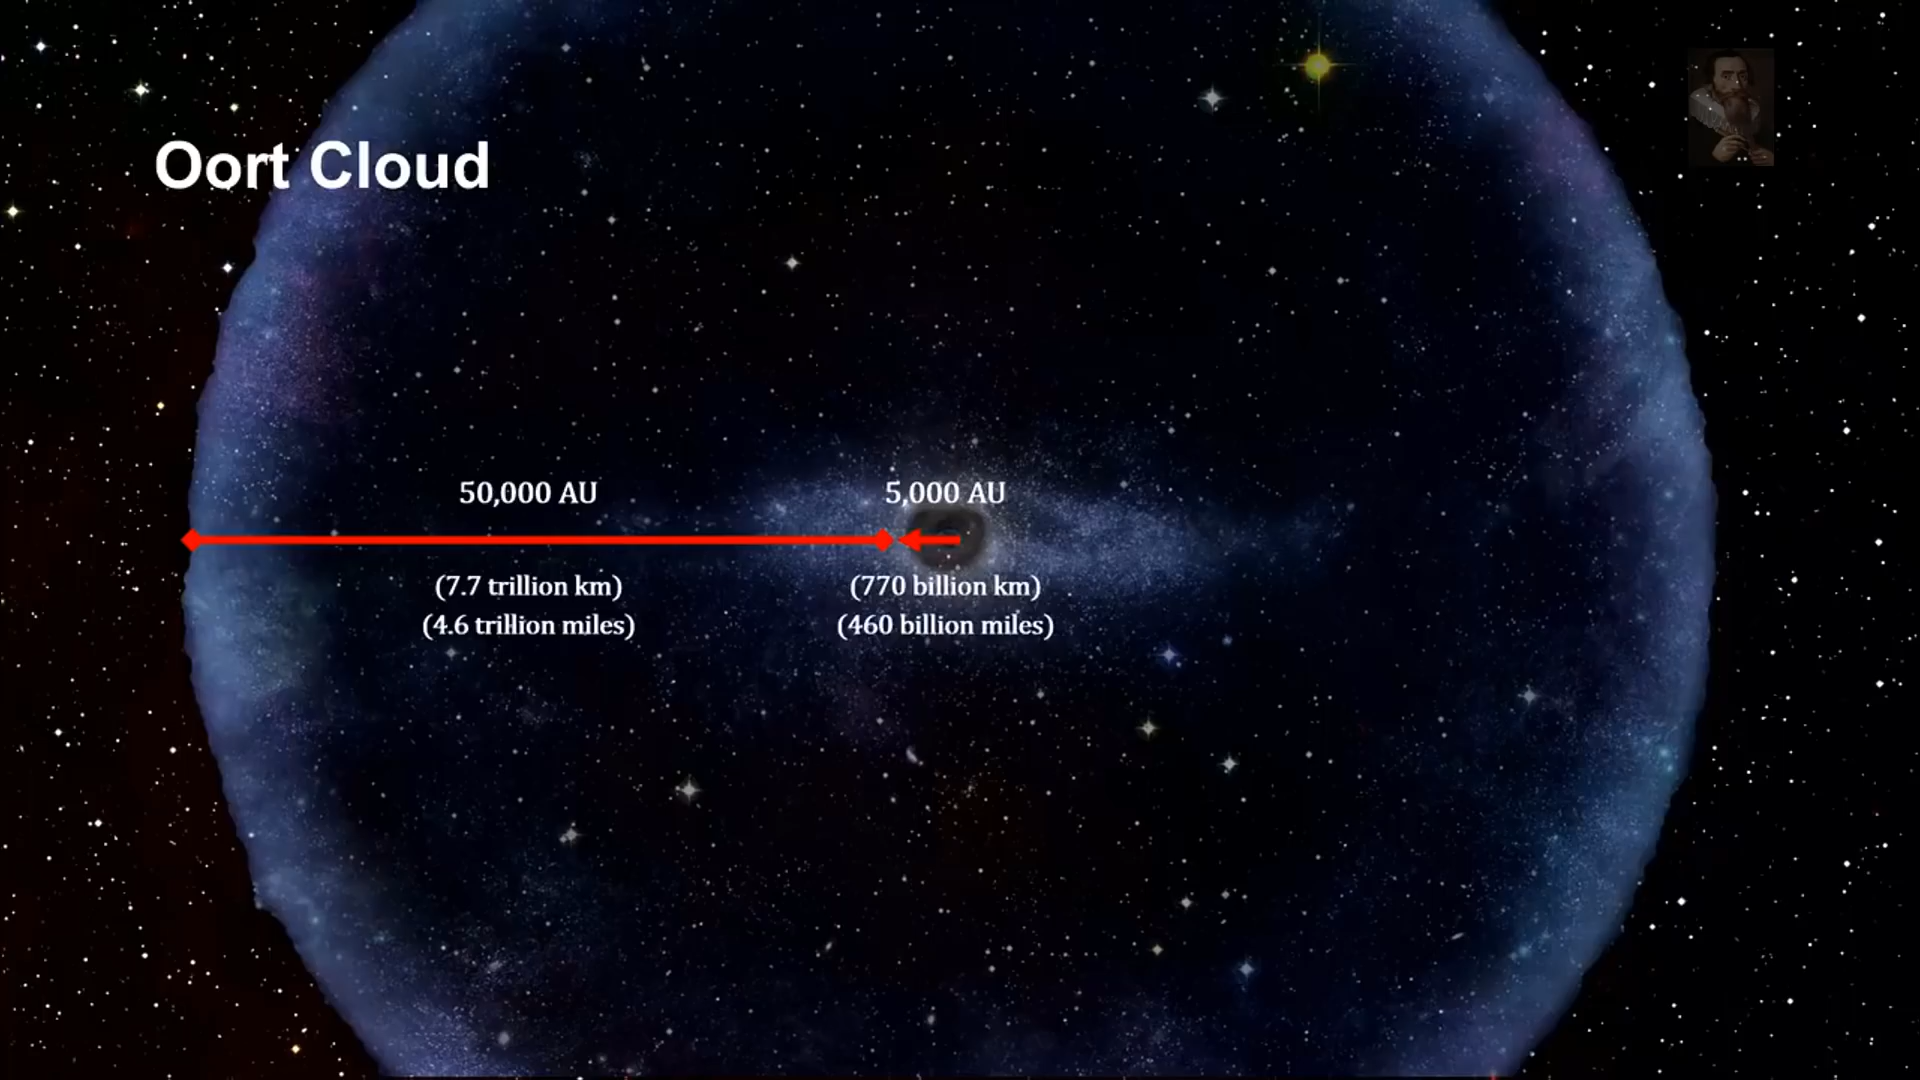 Oort Cloud
50,000 AU
5,000 AU
(7.7 trillion km)
(770 billion km)
(4.6 trillion miles)
(460 billion miles)